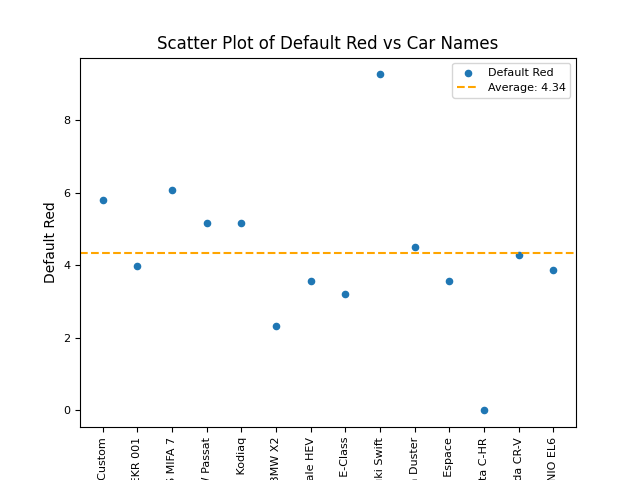 Scatter Plot of Default Red vs Car Names
Default Red
Average: 4.34
Default Red
8
6
4
2
0
Custom
MIFA 7
Passat
Kodiaq
BMW X2
HEV
E-Class
Swift
Duster
Espace
C-HR
CR-V
NIO EL6
001